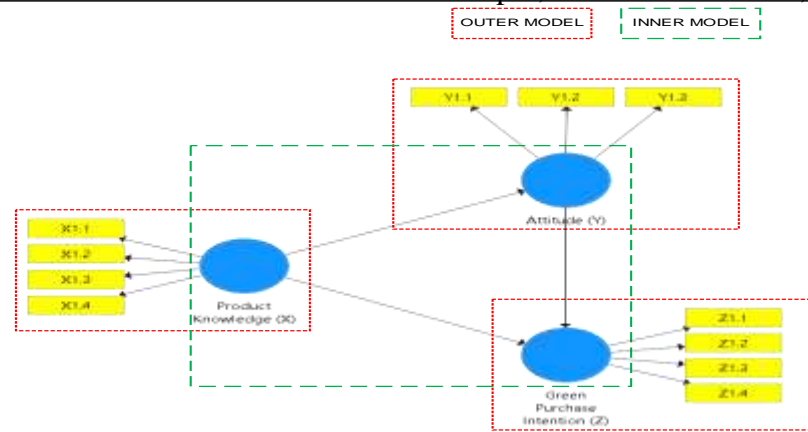 OUTER MODEL
INNER MODEL
Y1.1
Y1.2
Y1.3
Attitude (Y)
X1.1
X1.2
X1.3
X1.4
Product
Knowledge (X)
Z1.1
Z1.2
Z1.3
Z1.4
Green
Purchase
Intention (Z)